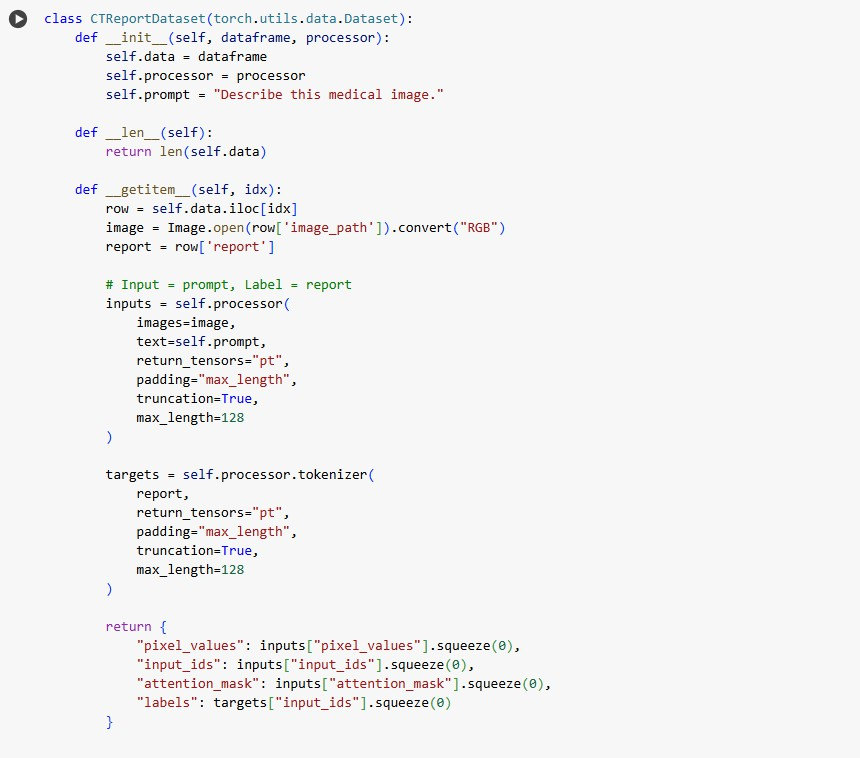 class CTReportDataset(torch.utils.data.Dataset):
    def __init__(self, dataframe, processor):
        self.data = dataframe
        self.processor = processor
        self.prompt = "Describe this medical image."

    def __len__(self):
        return len(self.data)

    def __getitem__(self, idx):
        row = self.data.iloc[idx]
        image = Image.open(row['image_path']).convert("RGB")
        report = row['report']

        # Input = prompt, Label = report
        inputs = self.processor(
            images=image,
            text=self.prompt,
            return_tensors="pt",
            padding="max_length",
            truncation=True,
            max_length=128
        )

        targets = self.processor.tokenizer(
            report,
            return_tensors="pt",
            padding="max_length",
            truncation=True,
            max_length=128
        )

        return {
            "pixel_values": inputs["pixel_values"].squeeze(0),
            "input_ids": inputs["input_ids"].squeeze(0),
            "attention_mask": inputs["attention_mask"].squeeze(0),
            "labels": targets["input_ids"].squeeze(0)
        }